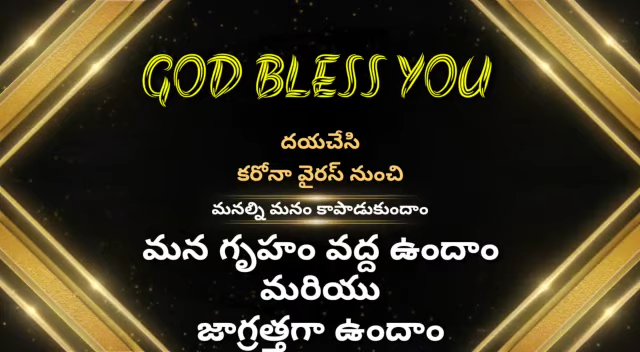 GOD BLESS YOU
దయచేసి
కరోనా వైరస్ నుంచి
మనల్ని మనం కాపాడుకుందాం
మన గృహం వద్ద ఉందాం
మరియు
జాగ్రత్తగా ఉందాం